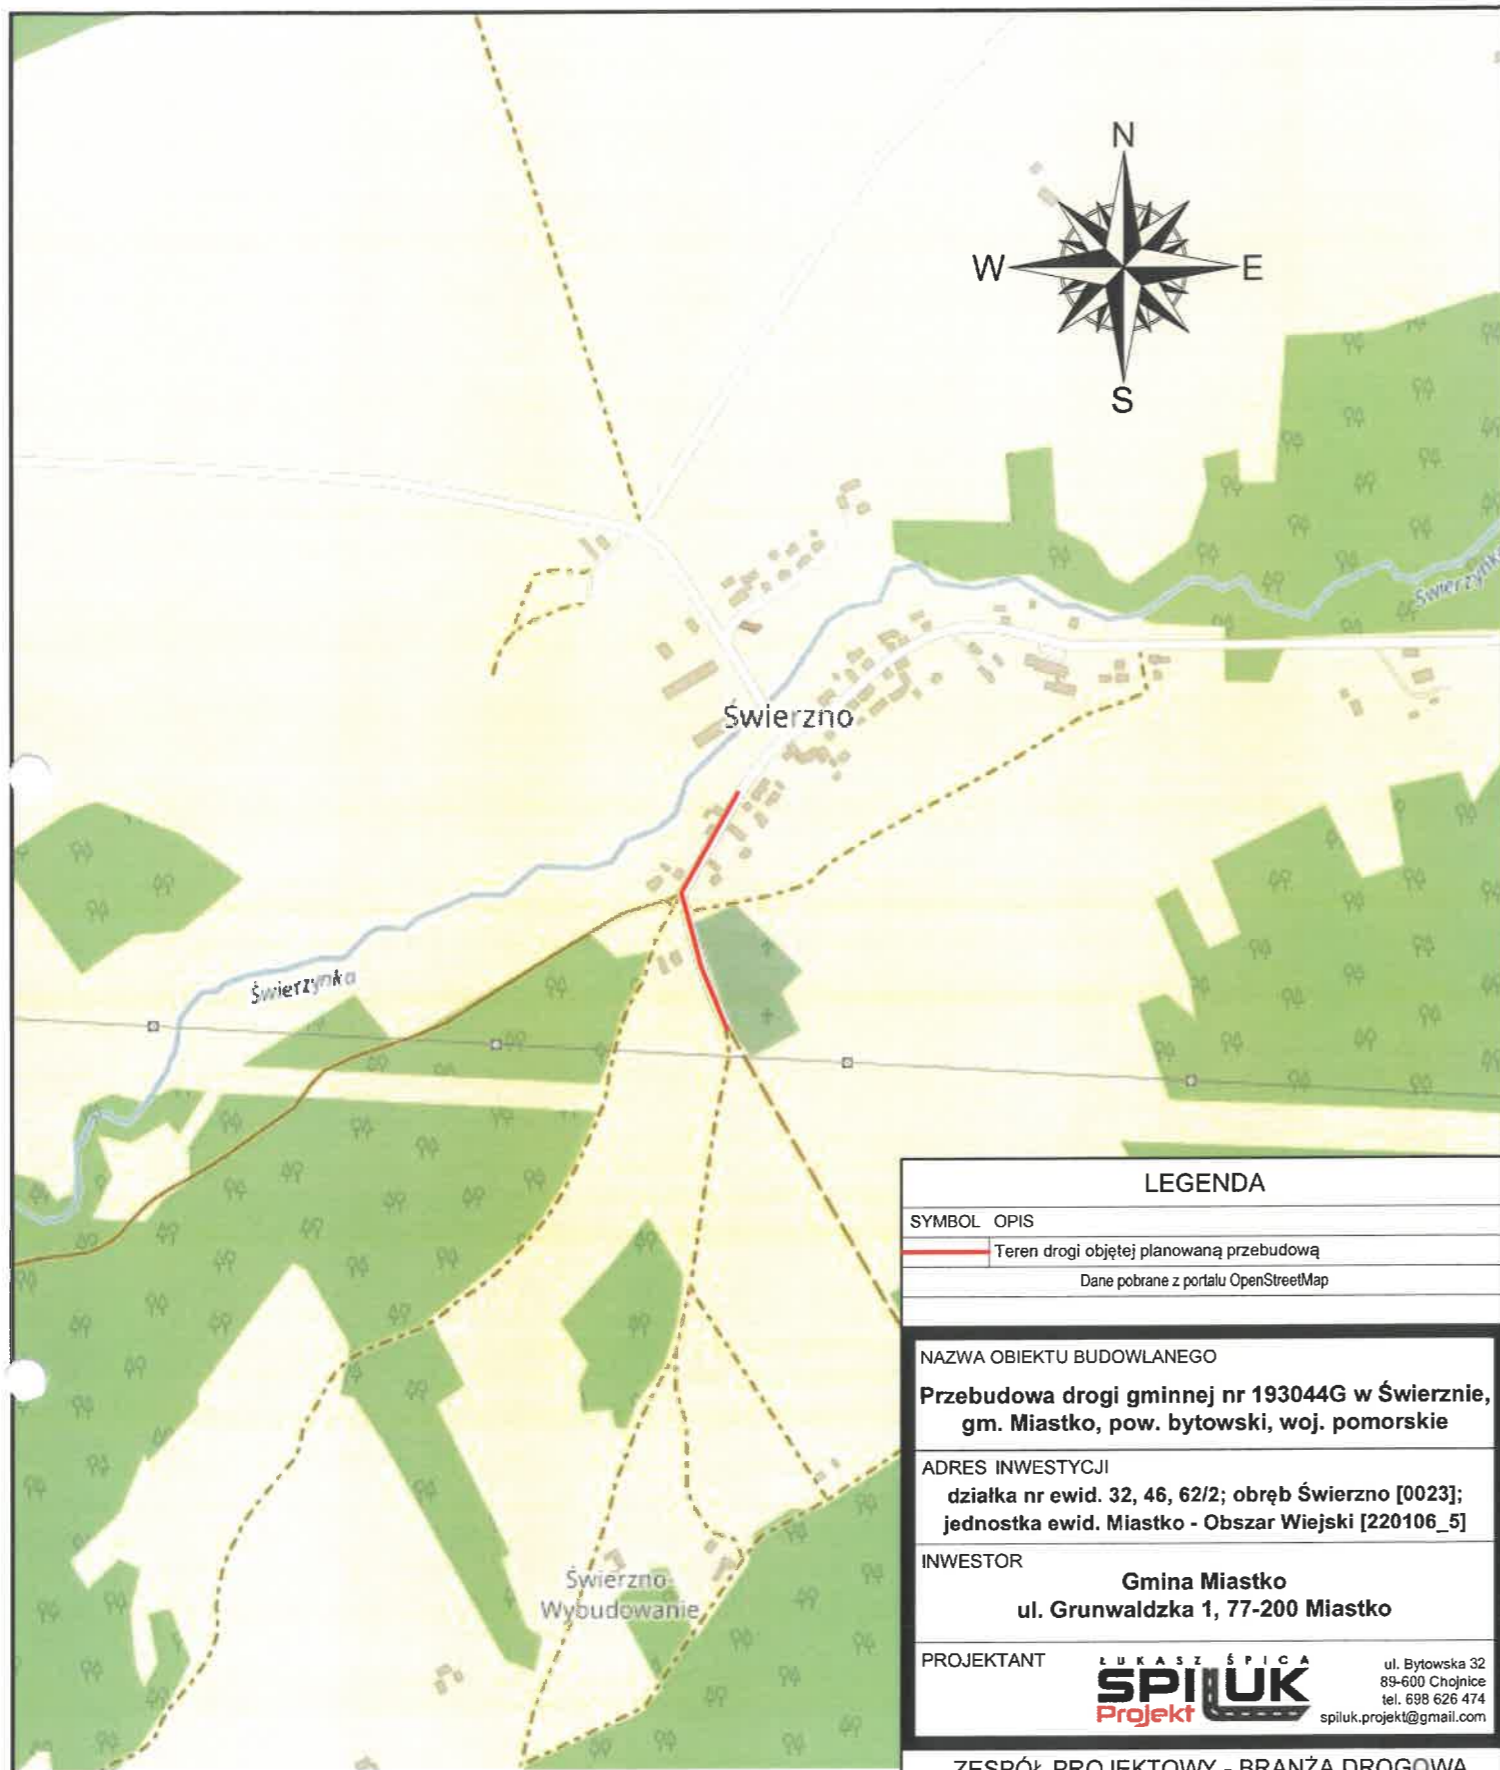 N
W
E
S
Świerzynka
Świerzno
Świerzynka
Świerzno
Wybudowanie
LEGENDA
SYMBOL OPIS
Teren drogi objętej planowaną przebudową
Dane pobrane z portalu OpenStreetMap
NAZWA OBIEKTU BUDOWLANEGO
Przebudowa drogi gminnej nr 193044G w Świerznie,
gm. Miastko, pow. bytowski, woj. pomorskie
ADRES INWESTYCJI
działka nr ewid. 32, 46, 62/2; obręb Świerzno [0023];
jednostka ewid. Miastko - Obszar Wiejski [220106_5]
INWESTOR
Gmina Miastko
ul. Grunwaldzka 1, 77-200 Miastko
PROJEKTANT
ŁUKASZ ŚPICA
SPILUK
Projekt
ul. Bytowska 32
89-600 Chojnice
tel. 698 626 474
spiluk.projekt@gmail.com
ZESPÓŁ PROJEKTOWY - BRANŻA DROGOWA